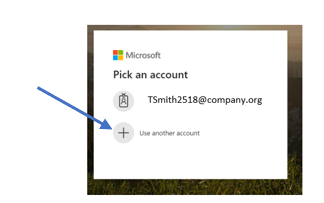 Microsoft
Pick an account
TSmith2518@company.org
Use another account